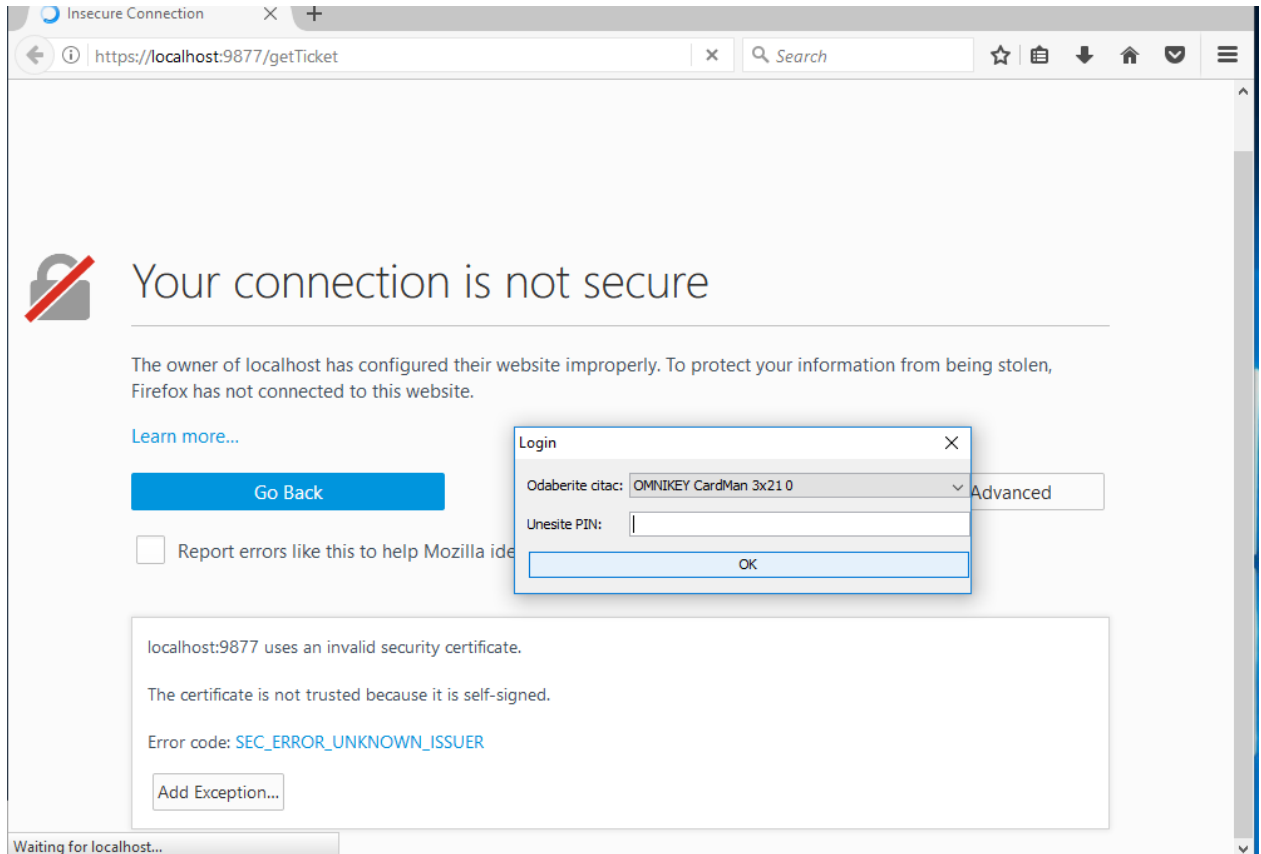 Insecure Connection
https://localhost:9877/getTicket
Search
Your connection is not secure
The owner of localhost has configured their website improperly. To protect your information from being stolen,
Firefox has not connected to this website.
Learn more...
Go Back
Advanced
Report errors like this to help Mozilla ide
Login
Odaberite citac: OMNIKEY CardMan 3x21 0
Unesite PIN:
OK
localhost:9877 uses an invalid security certificate.
The certificate is not trusted because it is self-signed.
Error code: SEC_ERROR_UNKNOWN_ISSUER
Add Exception...
Waiting for localhost...